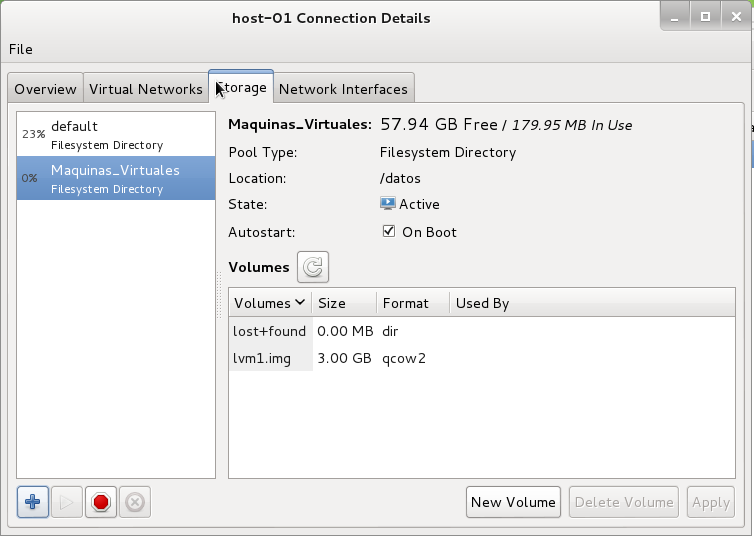 host-01 Connection Details
File
Overview Virtual Networks Storage Network Interfaces
23% default
Filesystem Directory
0% Maquinas_Virtuales
Filesystem Directory
Maquinas_Virtuales: 57.94 GB Free / 179.95 MB In Use
Pool Type: Filesystem Directory
Location: /datos
State: Active
Autostart: On Boot
Volumes
Volumes Size Format Used By
lost+found 0.00 MB dir
lvm1.img 3.00 GB qcow2
New Volume Delete Volume Apply